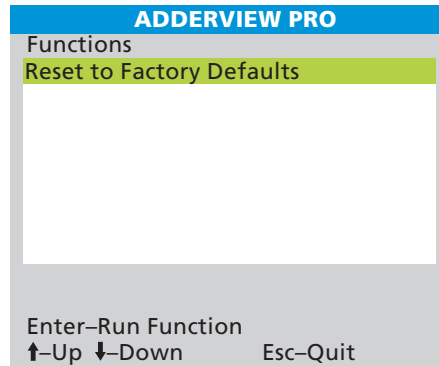 ADDERVIEW PRO
Functions
Reset to Factory Defaults
Enter–Run Function
⬆–Up ⬇–Down Esc–Quit